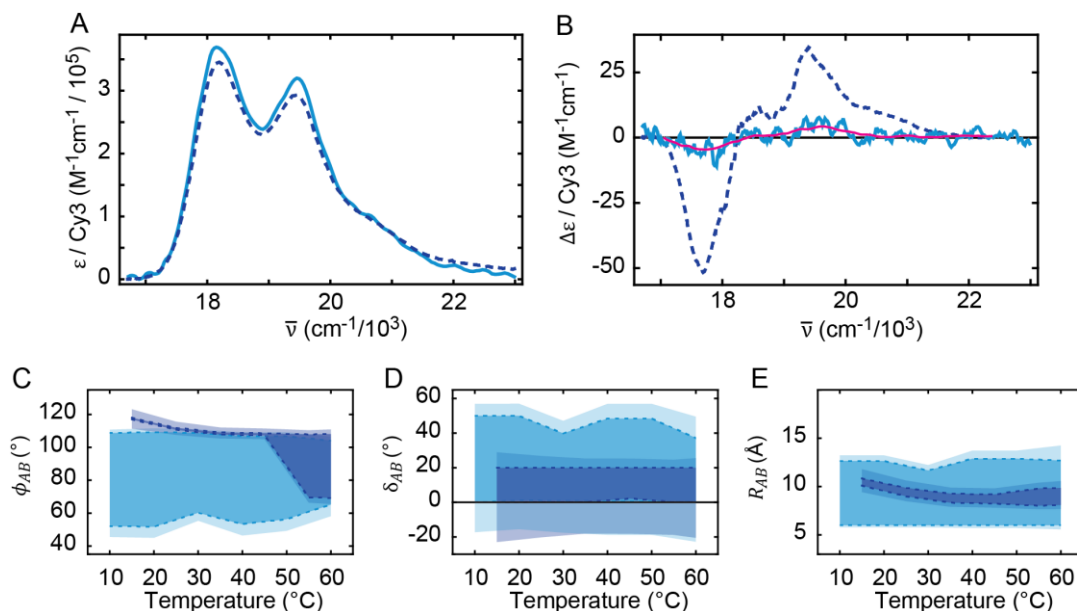 A
ε / Cy3 (M⁻¹cm⁻¹ / 10⁵)
3
2
1
0
18
20
22
ν̅ (cm⁻¹/10³)
B
Δε / Cy3 (M⁻¹cm⁻¹)
25
0
-25
-50
18
20
22
ν̅ (cm⁻¹/10³)
C
ϕAB (°)
120
100
80
60
40
10 20 30 40 50 60
Temperature (°C)
D
δAB (°)
60
40
20
0
-20
10 20 30 40 50 60
Temperature (°C)
E
RAB (Å)
15
10
5
10 20 30 40 50 60
Temperature (°C)